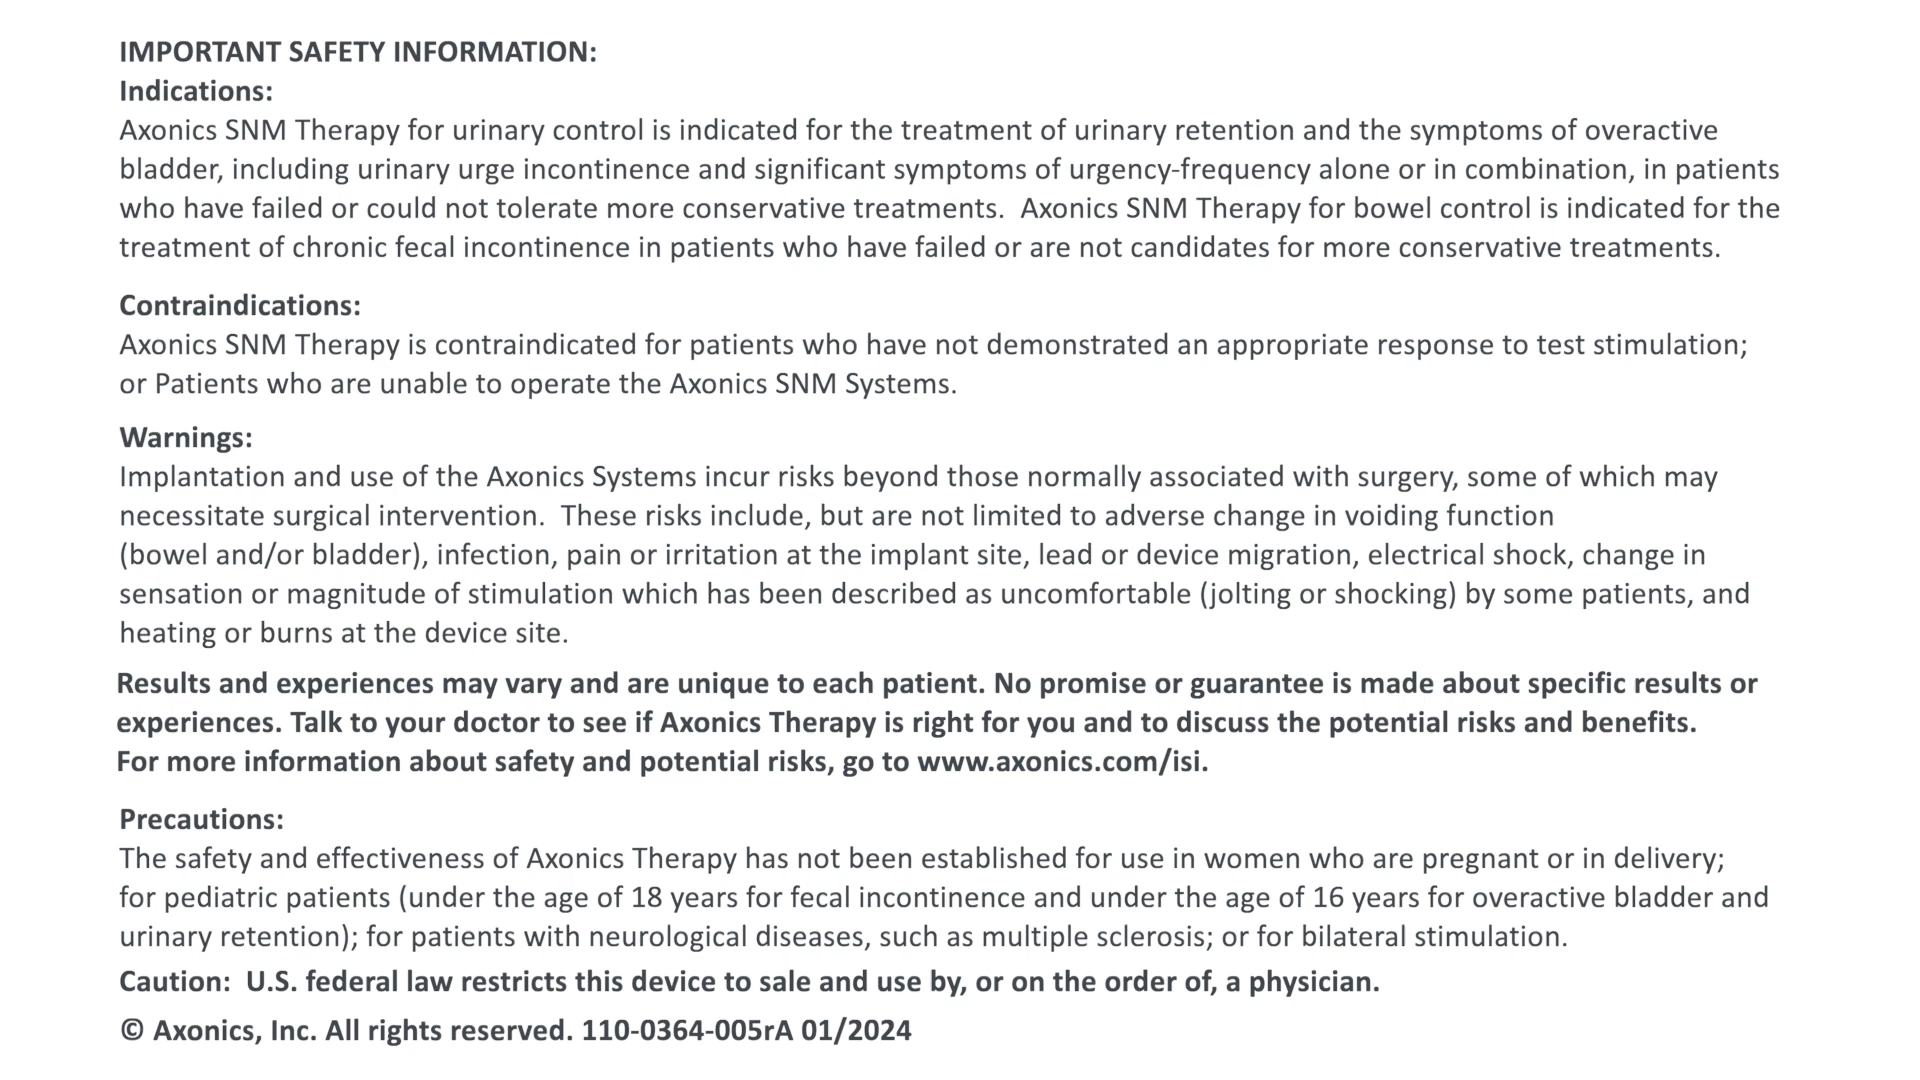 IMPORTANT SAFETY INFORMATION:
Indications:
Axonics SNM Therapy for urinary control is indicated for the treatment of urinary retention and the symptoms of overactive
bladder, including urinary urge incontinence and significant symptoms of urgency-frequency alone or in combination, in patients
who have failed or could not tolerate more conservative treatments.  Axonics SNM Therapy for bowel control is indicated for the
treatment of chronic fecal incontinence in patients who have failed or are not candidates for more conservative treatments.
Contraindications:
Axonics SNM Therapy is contraindicated for patients who have not demonstrated an appropriate response to test stimulation;
or Patients who are unable to operate the Axonics SNM Systems.
Warnings:
Implantation and use of the Axonics Systems incur risks beyond those normally associated with surgery, some of which may
necessitate surgical intervention.  These risks include, but are not limited to adverse change in voiding function
(bowel and/or bladder), infection, pain or irritation at the implant site, lead or device migration, electrical shock, change in
sensation or magnitude of stimulation which has been described as uncomfortable (jolting or shocking) by some patients, and
heating or burns at the device site.
Results and experiences may vary and are unique to each patient. No promise or guarantee is made about specific results or
experiences. Talk to your doctor to see if Axonics Therapy is right for you and to discuss the potential risks and benefits.
For more information about safety and potential risks, go to www.axonics.com/isi.
Precautions:
The safety and effectiveness of Axonics Therapy has not been established for use in women who are pregnant or in delivery;
for pediatric patients (under the age of 18 years for fecal incontinence and under the age of 16 years for overactive bladder and
urinary retention); for patients with neurological diseases, such as multiple sclerosis; or for bilateral stimulation.
Caution:  U.S. federal law restricts this device to sale and use by, or on the order of, a physician.
© Axonics, Inc. All rights reserved. 110-0364-005rA 01/2024